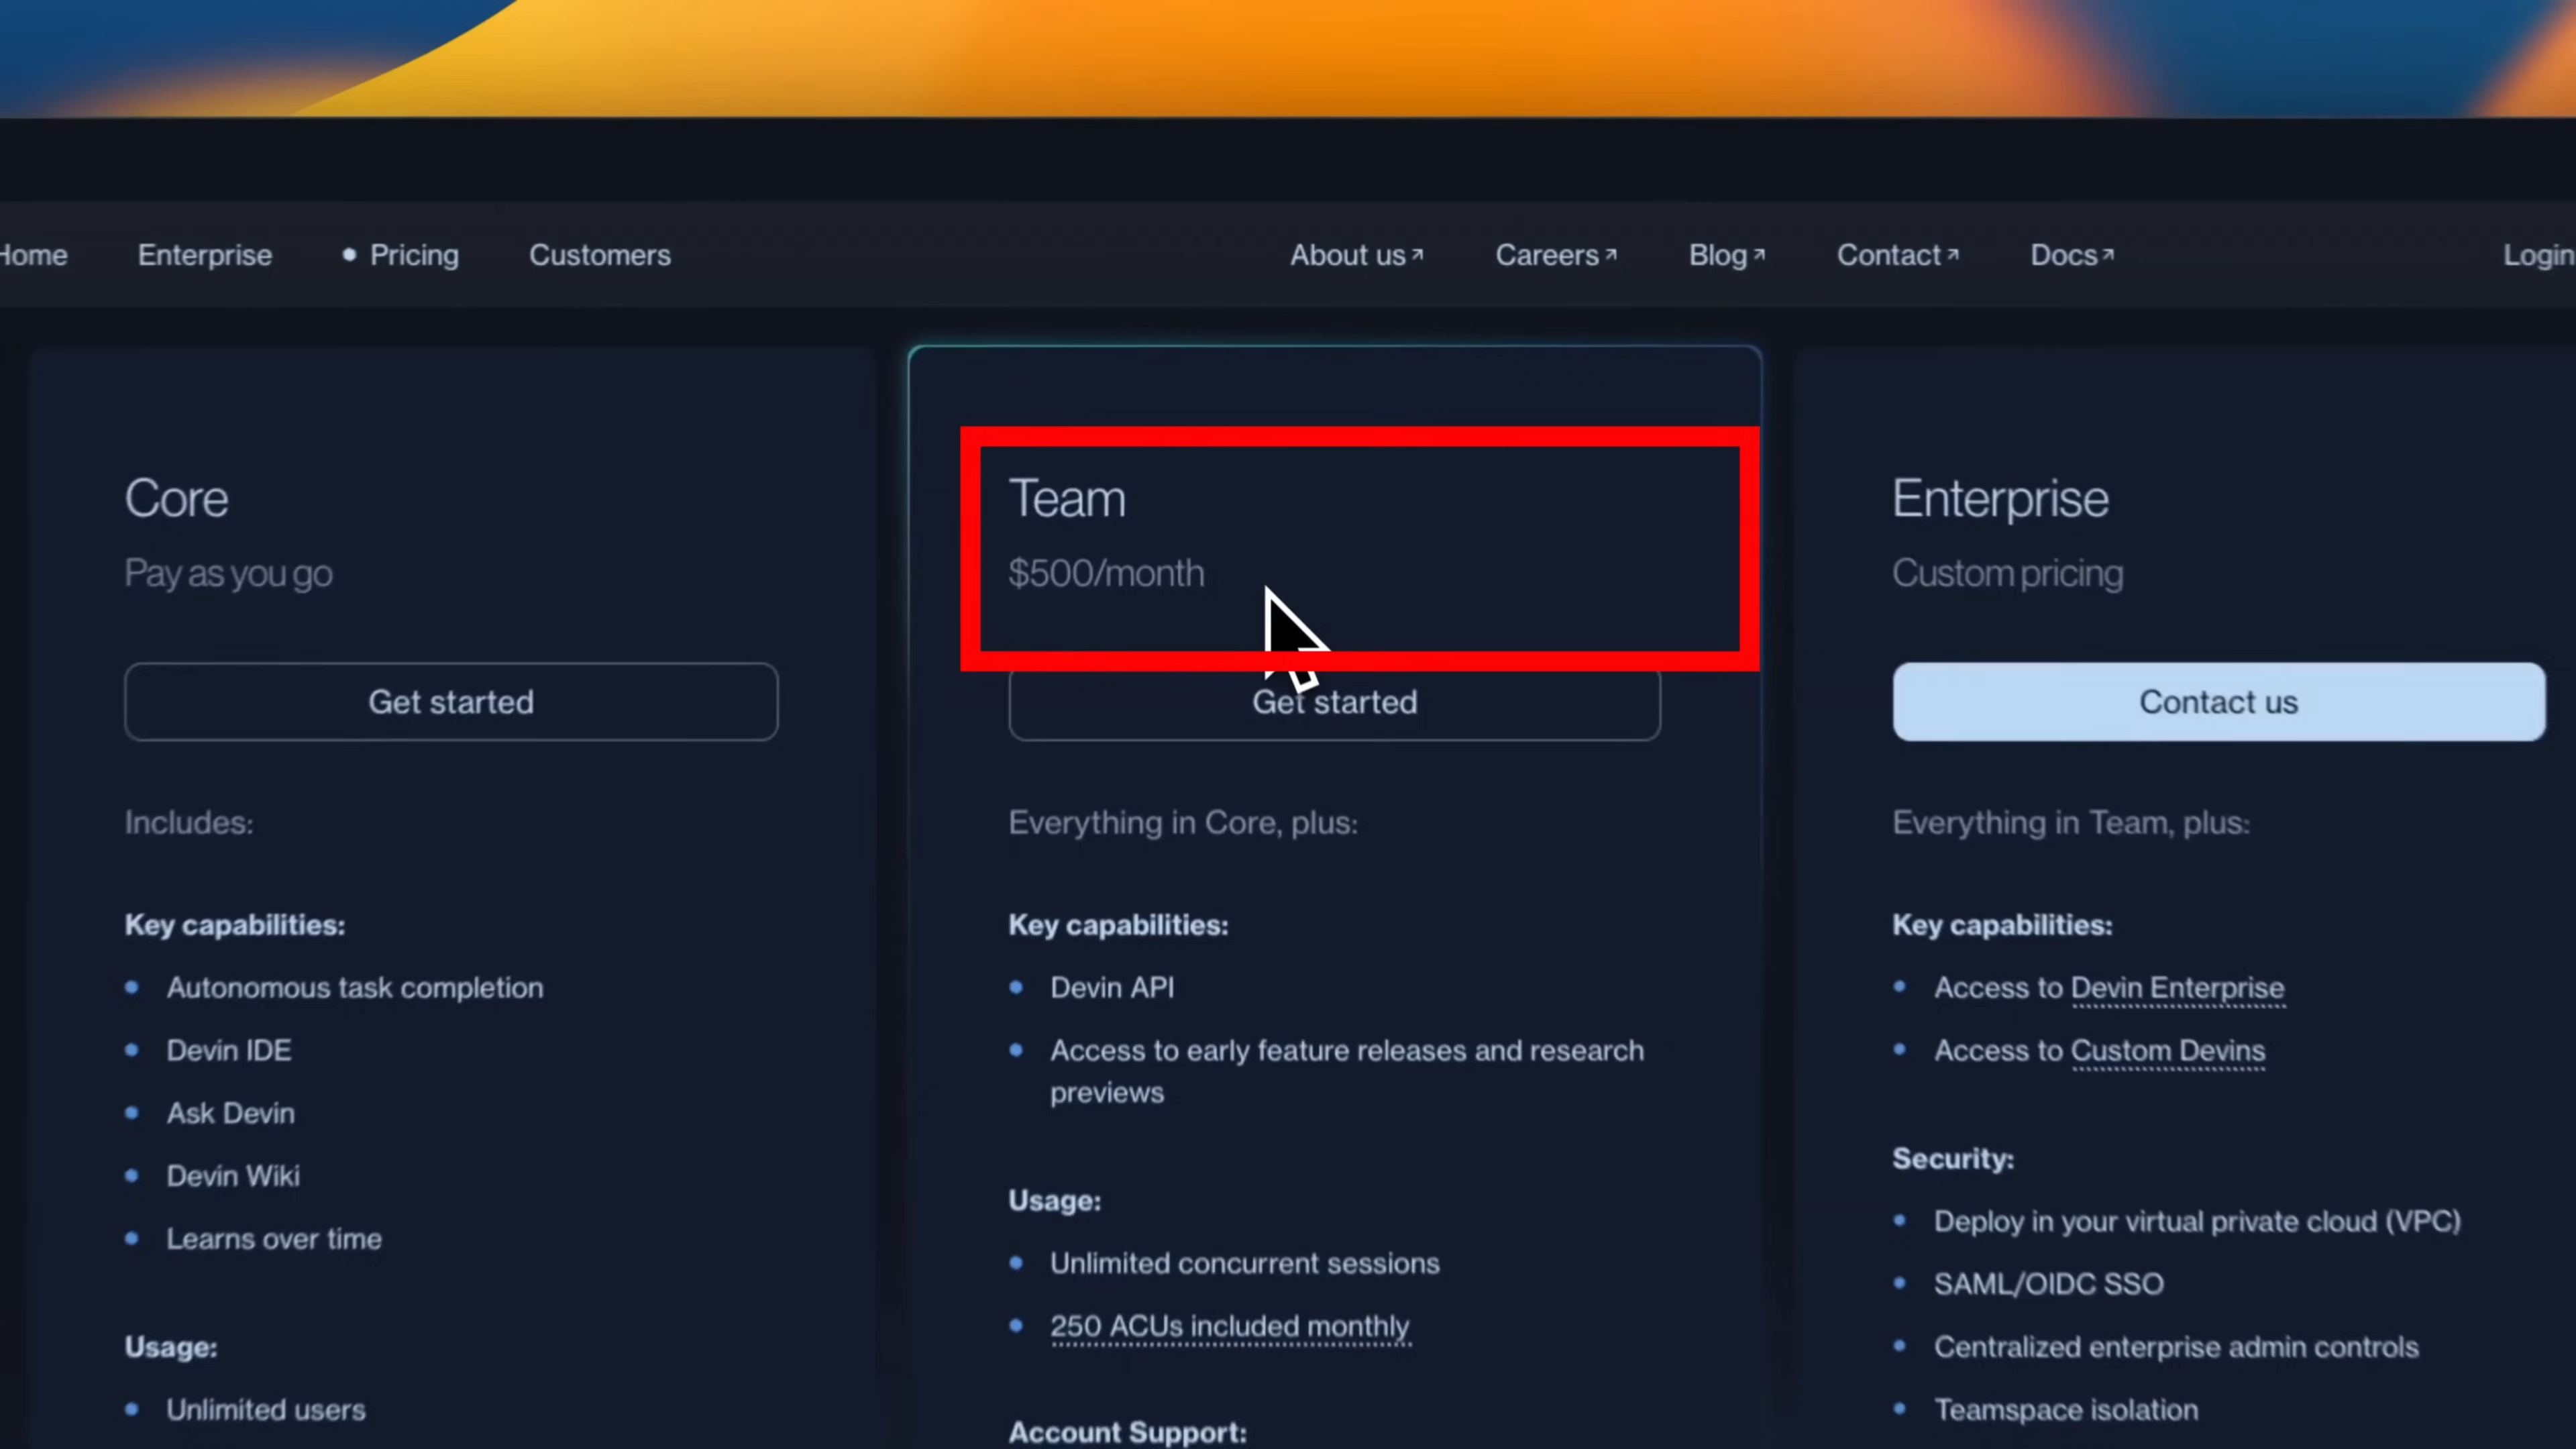 Home Enterprise Pricing Customers About us Careers Blog Contact Docs Login
Core
Pay as you go
Get started
Includes:
Key capabilities:
Autonomous task completion
Devin IDE
Ask Devin
Devin Wiki
Learns over time
Usage:
Unlimited users
Team
$500/month
Get started
Everything in Core, plus:
Key capabilities:
Devin API
Access to early feature releases and research
previews
Usage:
Unlimited concurrent sessions
250 ACUs included monthly
Account Support:
Enterprise
Custom pricing
Contact us
Everything in Team, plus:
Key capabilities:
Access to Devin Enterprise
Access to Custom Devins
Security:
Deploy in your virtual private cloud (VPC)
SAML/OIDC SSO
Centralized enterprise admin controls
Teamspace isolation